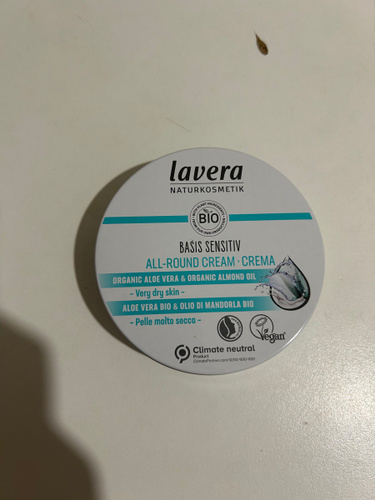 lavera
NATURKOSMETIK
BIO
BASIS SENSITIV
ALL-ROUND CREAM · CREMA
ORGANIC ALOE VERA & ORGANIC ALMOND OIL
– Very dry skin –
ALOE VERA BIO & OLIO DI MANDORLA BIO
– Pelle molto secca –
Vegan
Climate neutral
Product